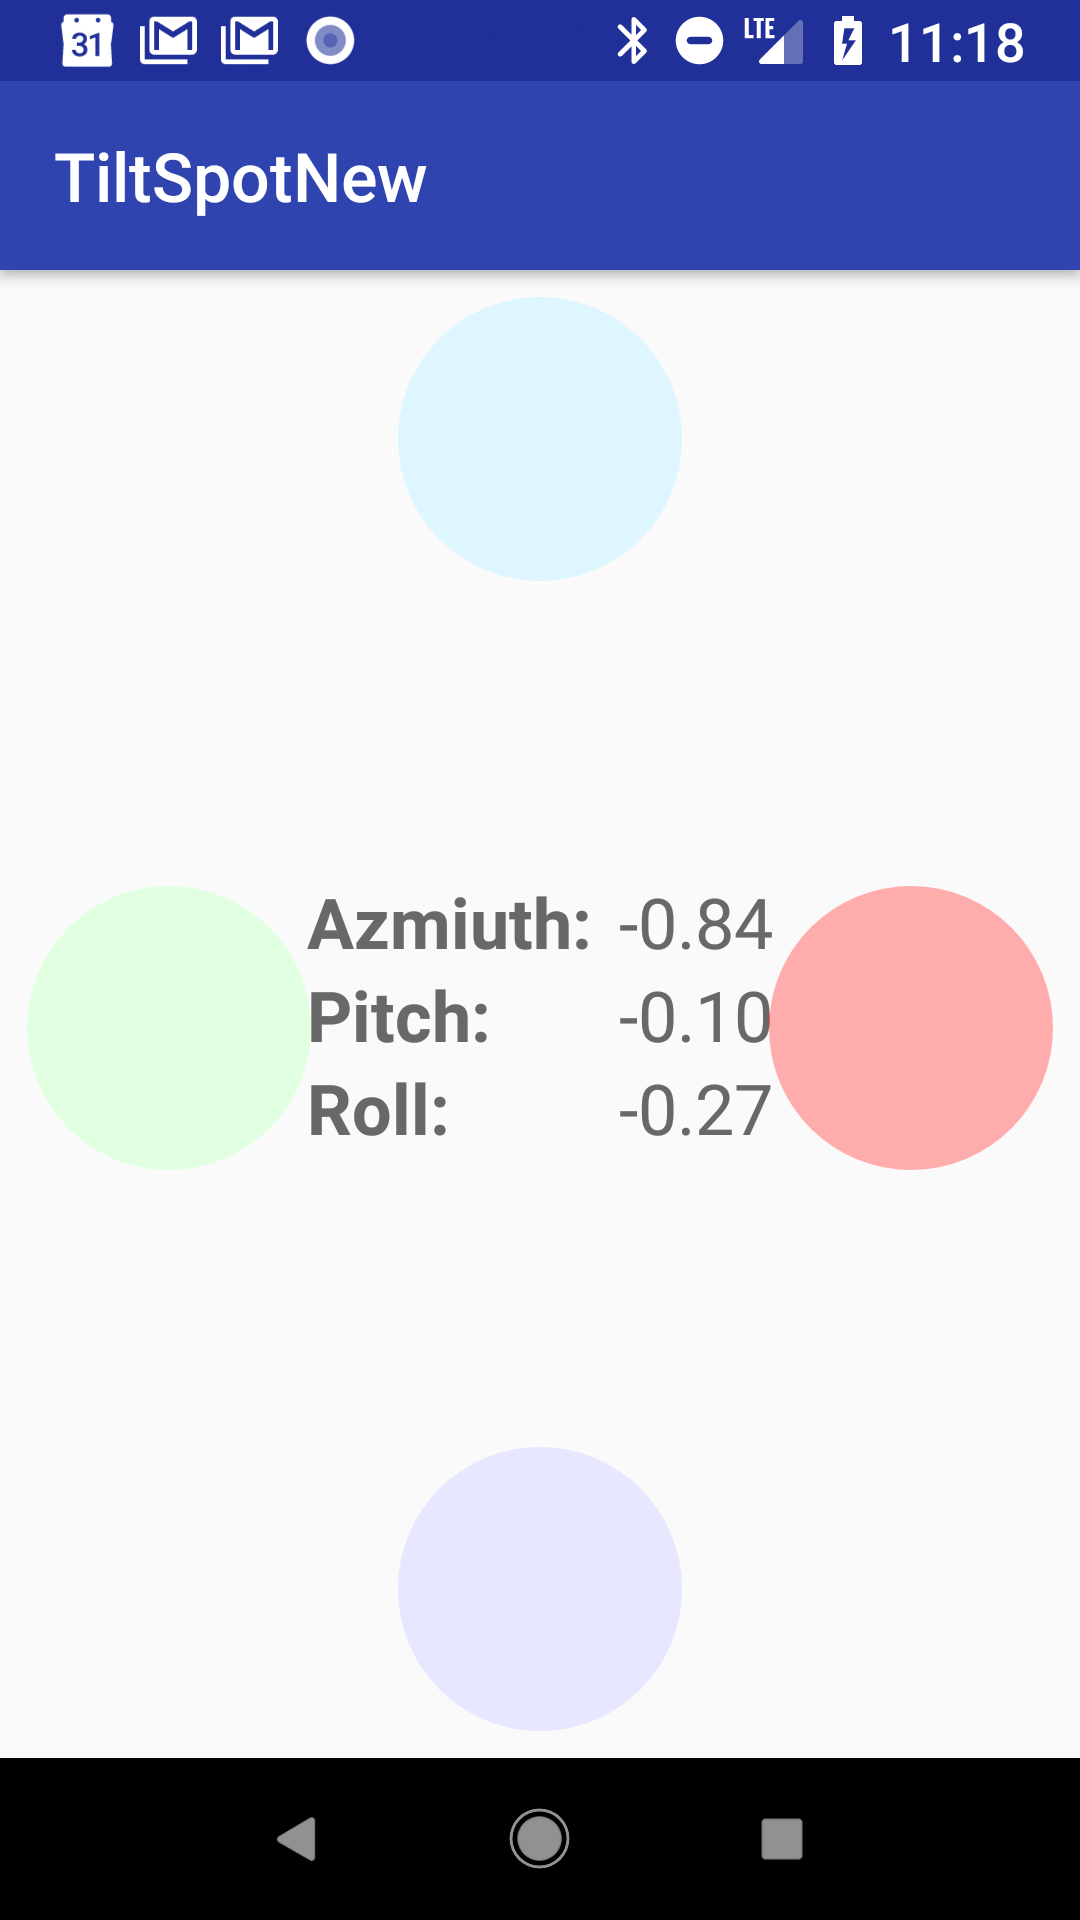 31 LTE 11:18
TiltSpotNew
Azmiuth: -0.84
Pitch: -0.10
Roll: -0.27